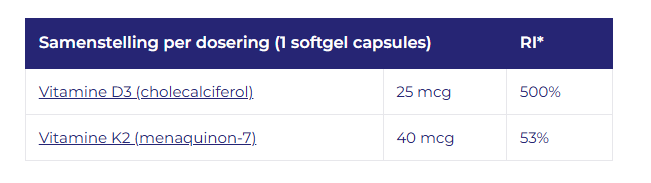 Samenstelling per dosering (1 softgel capsules) RI*
Vitamine D3 (cholecalciferol) 25 mcg 500%
Vitamine K2 (menaquinon-7) 40 mcg 53%